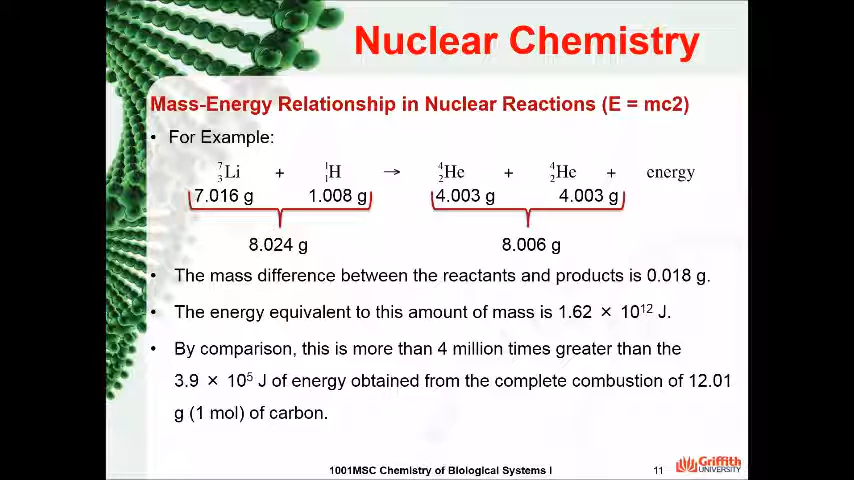 Nuclear Chemistry
Mass-Energy Relationship in Nuclear Reactions (E = mc2)
• For Example:
⁷₃Li + ¹₁H → ⁴₂He + ⁴₂He + energy
7.016 g 1.008 g 4.003 g 4.003 g
8.024 g 8.006 g
• The mass difference between the reactants and products is 0.018 g.
• The energy equivalent to this amount of mass is 1.62 × 10¹² J.
• By comparison, this is more than 4 million times greater than the
3.9 × 10⁵ J of energy obtained from the complete combustion of 12.01
g (1 mol) of carbon.
1001MSC Chemistry of Biological Systems I 11
Griffith
UNIVERSITY